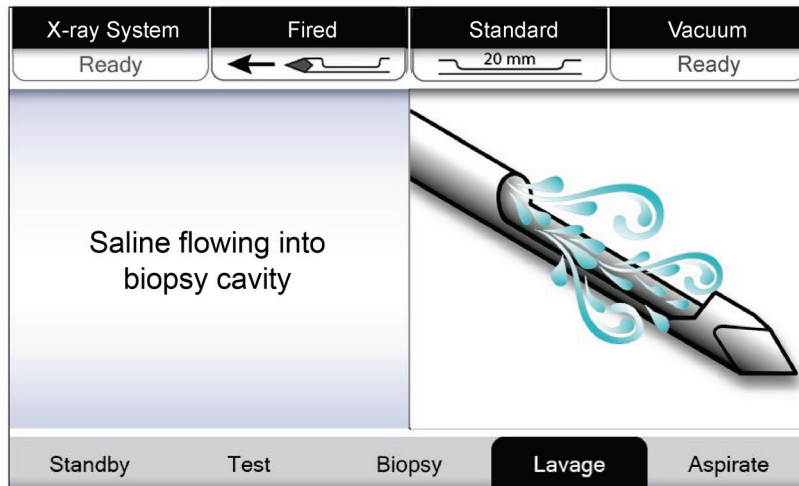 X-ray System
Fired
Standard
Vacuum
Ready
20 mm
Ready
Saline flowing into
biopsy cavity
Standby
Test
Biopsy
Lavage
Aspirate